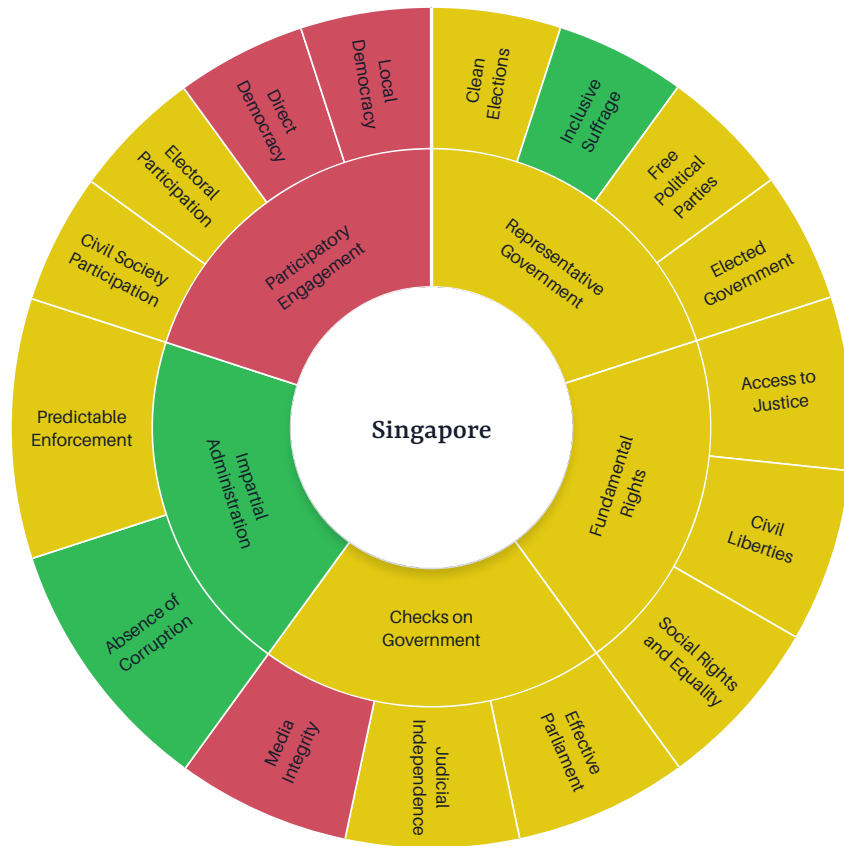 Singapore
Representative
Government
Fundamental
Rights
Checks on
Government
Impartial
Administration
Participatory
Engagement
Clean
Elections
Inclusive
Suffrage
Free
Political
Parties
Elected
Government
Access to
Justice
Civil
Liberties
Social Rights
and Equality
Effective
Parliament
Judicial
Independence
Media
Integrity
Absence of
Corruption
Predictable
Enforcement
Civil Society
Participation
Electoral
Participation
Direct
Democracy
Local
Democracy